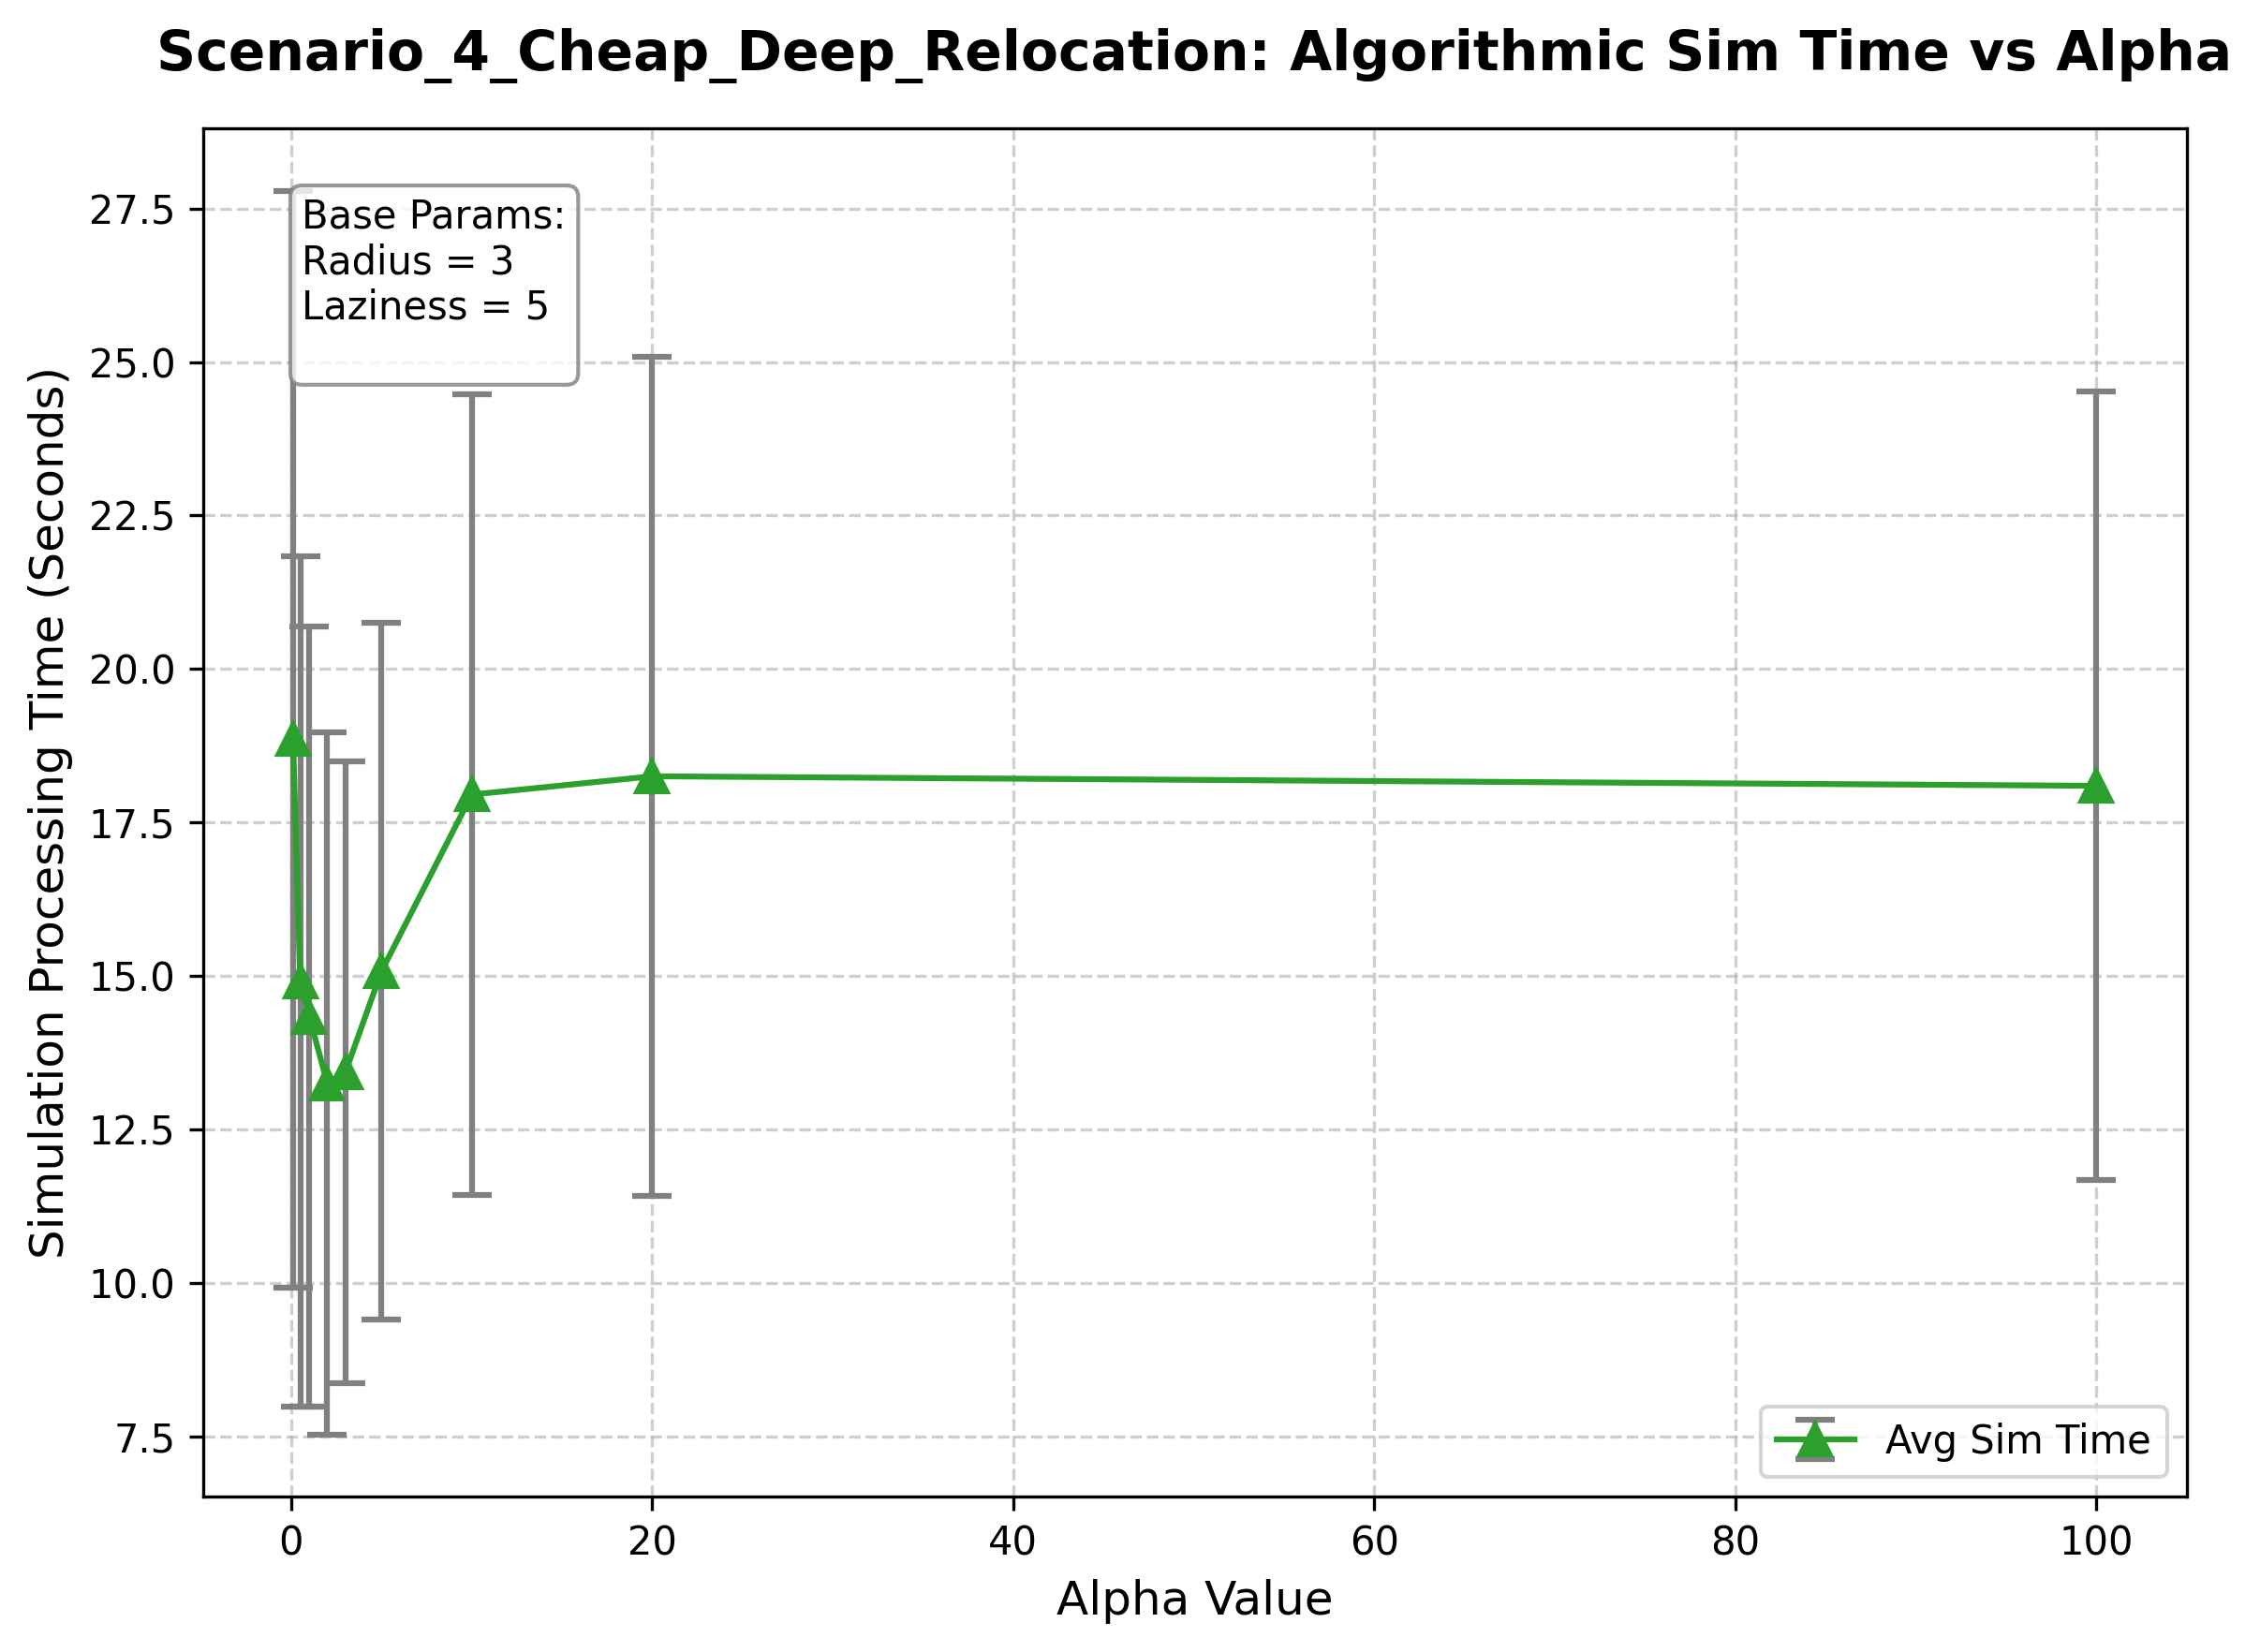 Scenario_4_Cheap_Deep_Relocation: Algorithmic Sim Time vs Alpha
Simulation Processing Time (Seconds)
27.5
25.0
22.5
20.0
17.5
15.0
12.5
10.0
7.5
Base Params:
Radius = 3
Laziness = 5
Avg Sim Time
0 20 40 60 80 100
Alpha Value